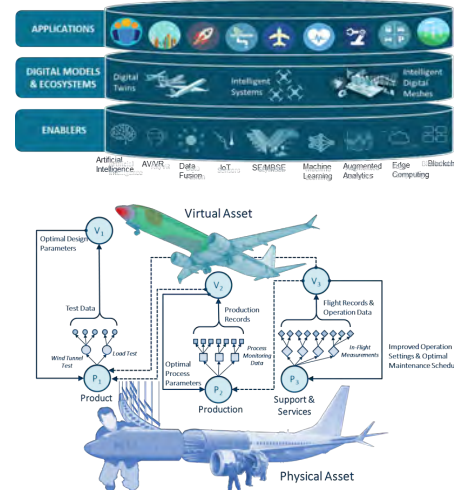 APPLICATIONS
DIGITAL MODELS
& ECOSYSTEMS
Digital
Twins
Intelligent
Systems
Intelligent
Digital
Meshes
ENABLERS
Artificial
Intelligence
AV/VR
Data
Fusion
IoT
SE/MBSE
Machine
Learning
Augmented
Analytics
Edge
Computing
Blockch
Virtual Asset
V1
Optimal Design
Parameters
Test Data
Wind Tunnel
Test
Load Test
P1
Product
V2
Production
Records
Process
Monitoring
Data
Optimal
Process
Parameters
P2
Production
V3
Flight Records &
Operation Data
In-Flight
Measurements
Improved Operation
Settings & Optimal
Maintenance Schedu
P3
Support &
Services
Physical Asset